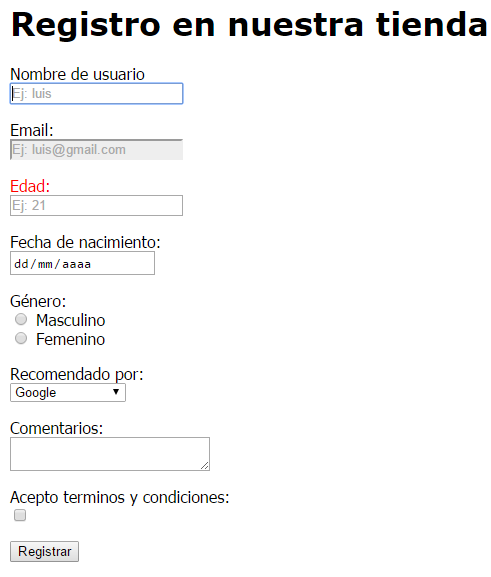 Registro en nuestra tienda
Nombre de usuario
Ej: luis
Email:
Ej: luis@gmail.com
Edad:
Ej: 21
Fecha de nacimiento:
dd/mm/aaaa
Género:
Masculino
Femenino
Recomendado por:
Google
Comentarios:
Acepto terminos y condiciones:
Registrar